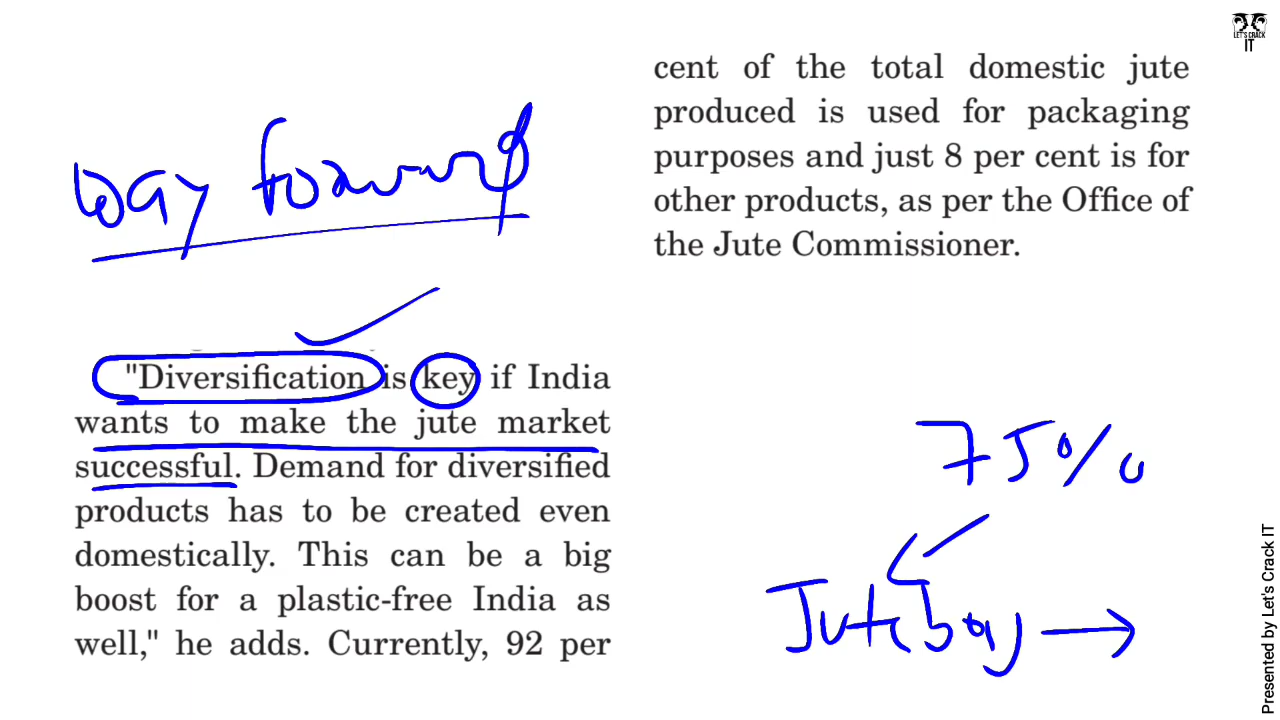 way forward
"Diversification is key if India
wants to make the jute market
successful. Demand for diversified
products has to be created even
domestically. This can be a big
boost for a plastic-free India as
well," he adds. Currently, 92 per
cent of the total domestic jute
produced is used for packaging
purposes and just 8 per cent is for
other products, as per the Office of
the Jute Commissioner.
75%
Jute bag →
LET'S CRACK
IT
Presented by Let's Crack IT